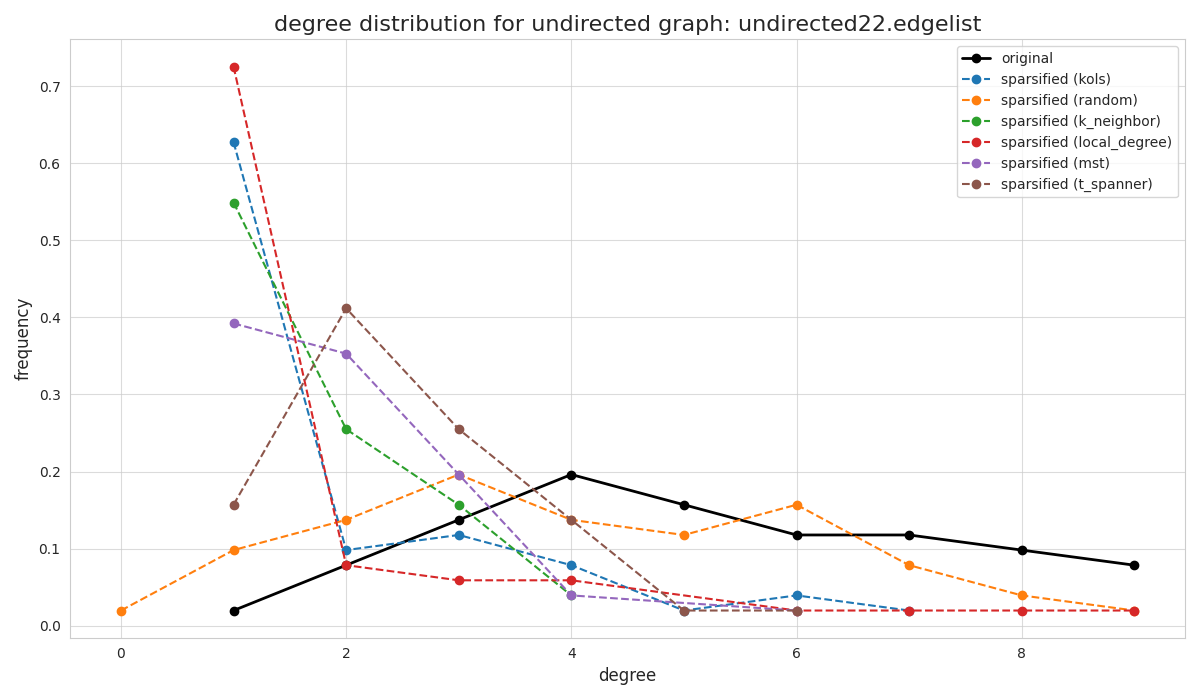 degree distribution for undirected graph: undirected22.edgelist
original
sparsified (kols)
sparsified (random)
sparsified (k_neighbor)
sparsified (local_degree)
sparsified (mst)
sparsified (t_spanner)
frequency
0.7
0.6
0.5
0.4
0.3
0.2
0.1
0.0
0 2 4 6 8
degree